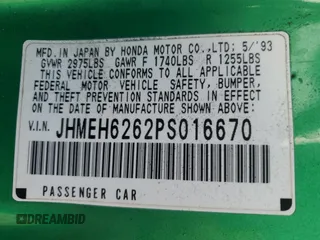 MFD. IN JAPAN BY HONDA MOTOR CO.,LTD; 5/'93
GVWR 2975LBS GAWR F 1740LBS R 1255LBS
THIS VEHICLE CONFORMS TO ALL APPLICABLE
FEDERAL MOTOR VEHICLE SAFETY, BUMPER,
AND THEFT PREVENTION STANDARDS IN EFFECT
ON THE DATE OF MANUFACTURE SHOWN ABOVE.
V.I.N. JHMEH6262PS016670
PASSENGER CAR
DREAMBID